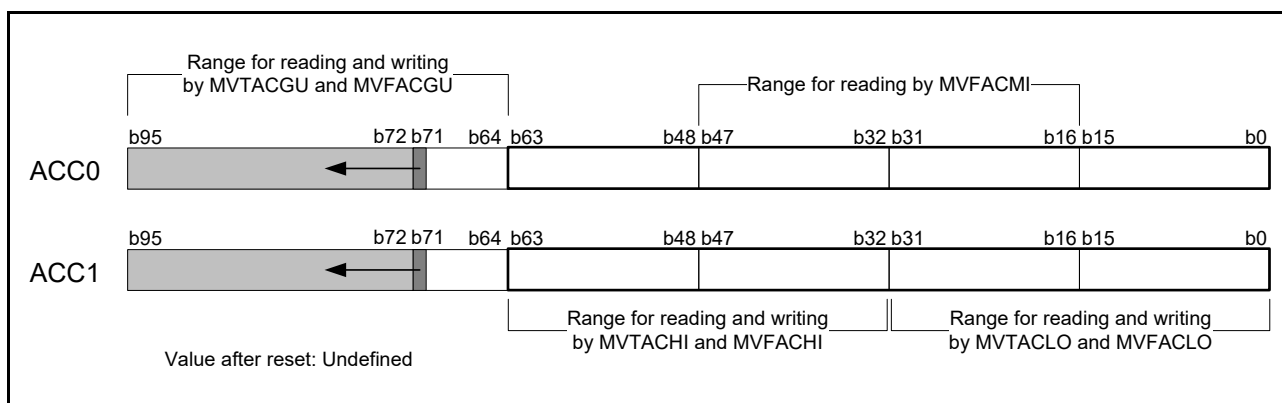 Range for reading and writing
by MVTACGU and MVFACGU
Range for reading by MVFACMI
b95 b72 b71 b64 b63 b48 b47 b32 b31 b16 b15 b0
ACC0
b95 b72 b71 b64 b63 b48 b47 b32 b31 b16 b15 b0
ACC1
Range for reading and writing
by MVTACHI and MVFACHI
Range for reading and writing
by MVTACLO and MVFACLO
Value after reset: Undefined